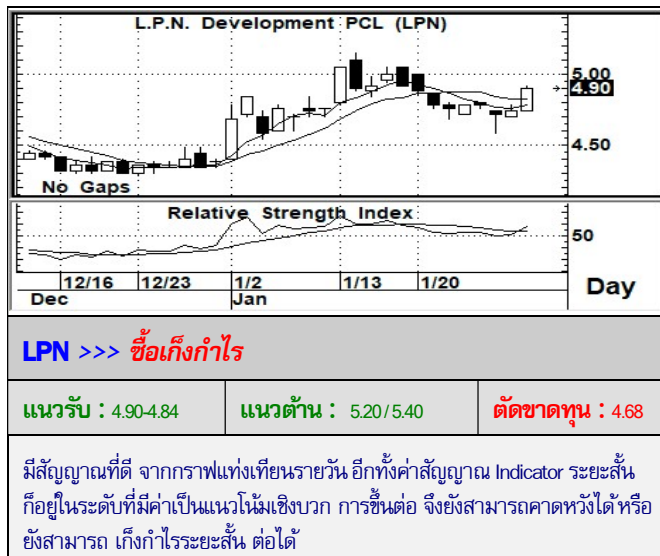 L.P.N. Development PCL (LPN)
5.00
4.90
4.50
No Gaps
Relative Strength Index
50
12/16 12/23 1/2 1/13 1/20
Dec Jan
Day
LPN >>> ซื้อเก็งกำไร
แนวรับ : 4.90-4.84 แนวต้าน : 5.20/5.40 ตัดขาดทุน : 4.68
มีสัญญาณที่ดี จากกราฟแท่งเทียนรายวัน อีกทั้งค่าสัญญาณ Indicator ระยะสั้น
ก็อยู่ในระดับที่มีค่าเป็นแนวโน้มเชิงบวก การขึ้นต่อ จึงยังสามารถคาดหวังได้หรือ
ยังสามารถ เก็งกำไรระยะสั้น ต่อได้